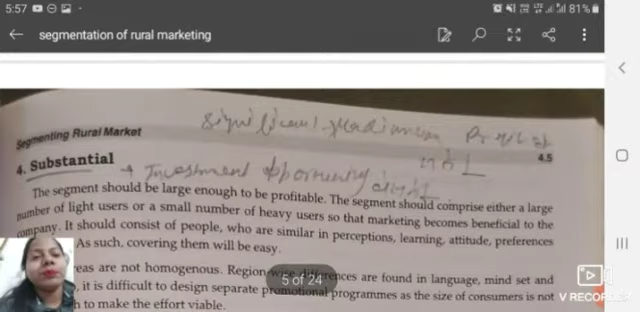 5:57
81%
segmentation of rural marketing
Segmenting Rural Market
4.5
4. Substantial
Investment
The segment should be large enough to be profitable. The segment should comprise either a large
number of light users or a small number of heavy users so that marketing becomes beneficial to the
company. It should consist of people, who are similar in perceptions, learning, attitude, preferences
As such, covering them will be easy.
eas are not homogenous. Region wise differences are found in language, mind set and
, it is difficult to design separate promotional programmes as the size of consumers is not
h to make the effort viable.
5 of 24
V RECORDER